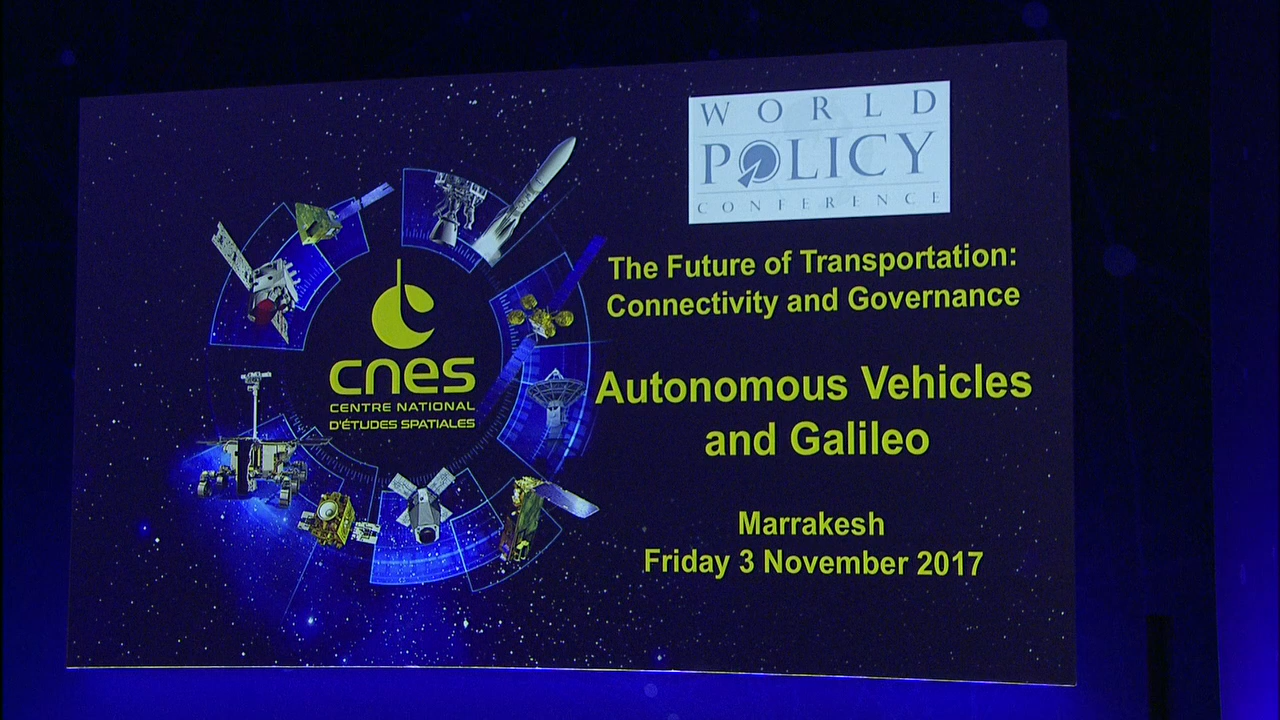 WORLD
POLICY
CONFERENCE
The Future of Transportation:
Connectivity and Governance
Autonomous Vehicles
and Galileo
Marrakesh
Friday 3 November 2017
cnes
CENTRE NATIONAL
D'ÉTUDES SPATIALES